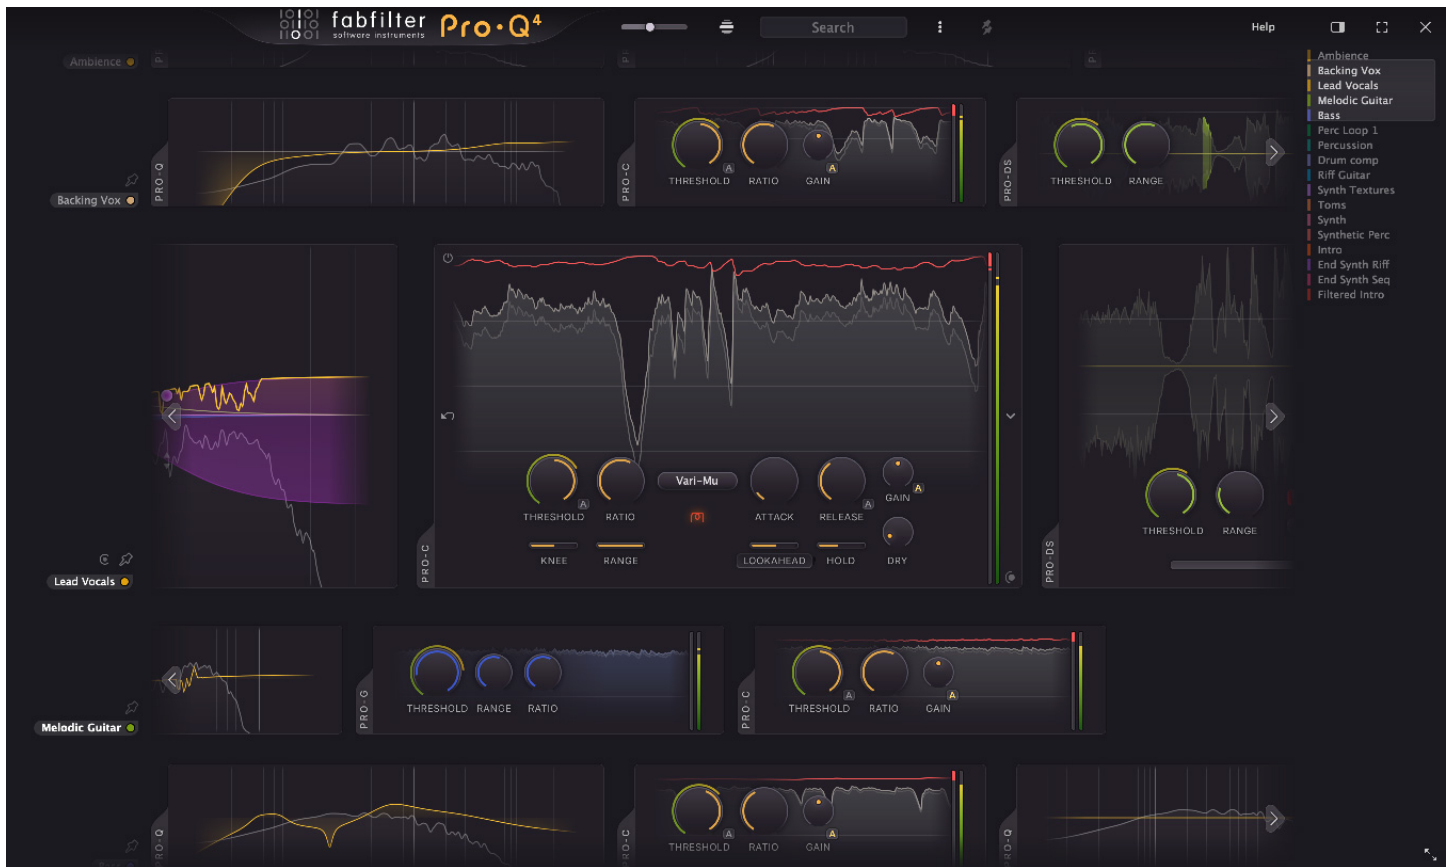 fabfilter
software instruments
Pro·Q⁴
Search
Help
Ambience
Ambience
Backing Vox
Lead Vocals
Melodic Guitar
Bass
Perc Loop 1
Percussion
Drum comp
Riff Guitar
Synth Textures
Toms
Synth
Synthetic Perc
Intro
End Synth Riff
End Synth Seq
Filtered Intro
Backing Vox
PRO·Q
PRO·C
THRESHOLD
A
RATIO
GAIN
A
PRO·DS
THRESHOLD
RANGE
Lead Vocals
PRO·C
THRESHOLD
A
RATIO
Vari-Mu
ATTACK
RELEASE
A
GAIN
A
KNEE
RANGE
LOOKAHEAD
HOLD
DRY
PRO·DS
THRESHOLD
RANGE
Melodic Guitar
PRO·G
THRESHOLD
RANGE
RATIO
PRO·C
THRESHOLD
A
RATIO
GAIN
A
PRO·Q
PRO·C
THRESHOLD
A
RATIO
GAIN
A
PRO·Q